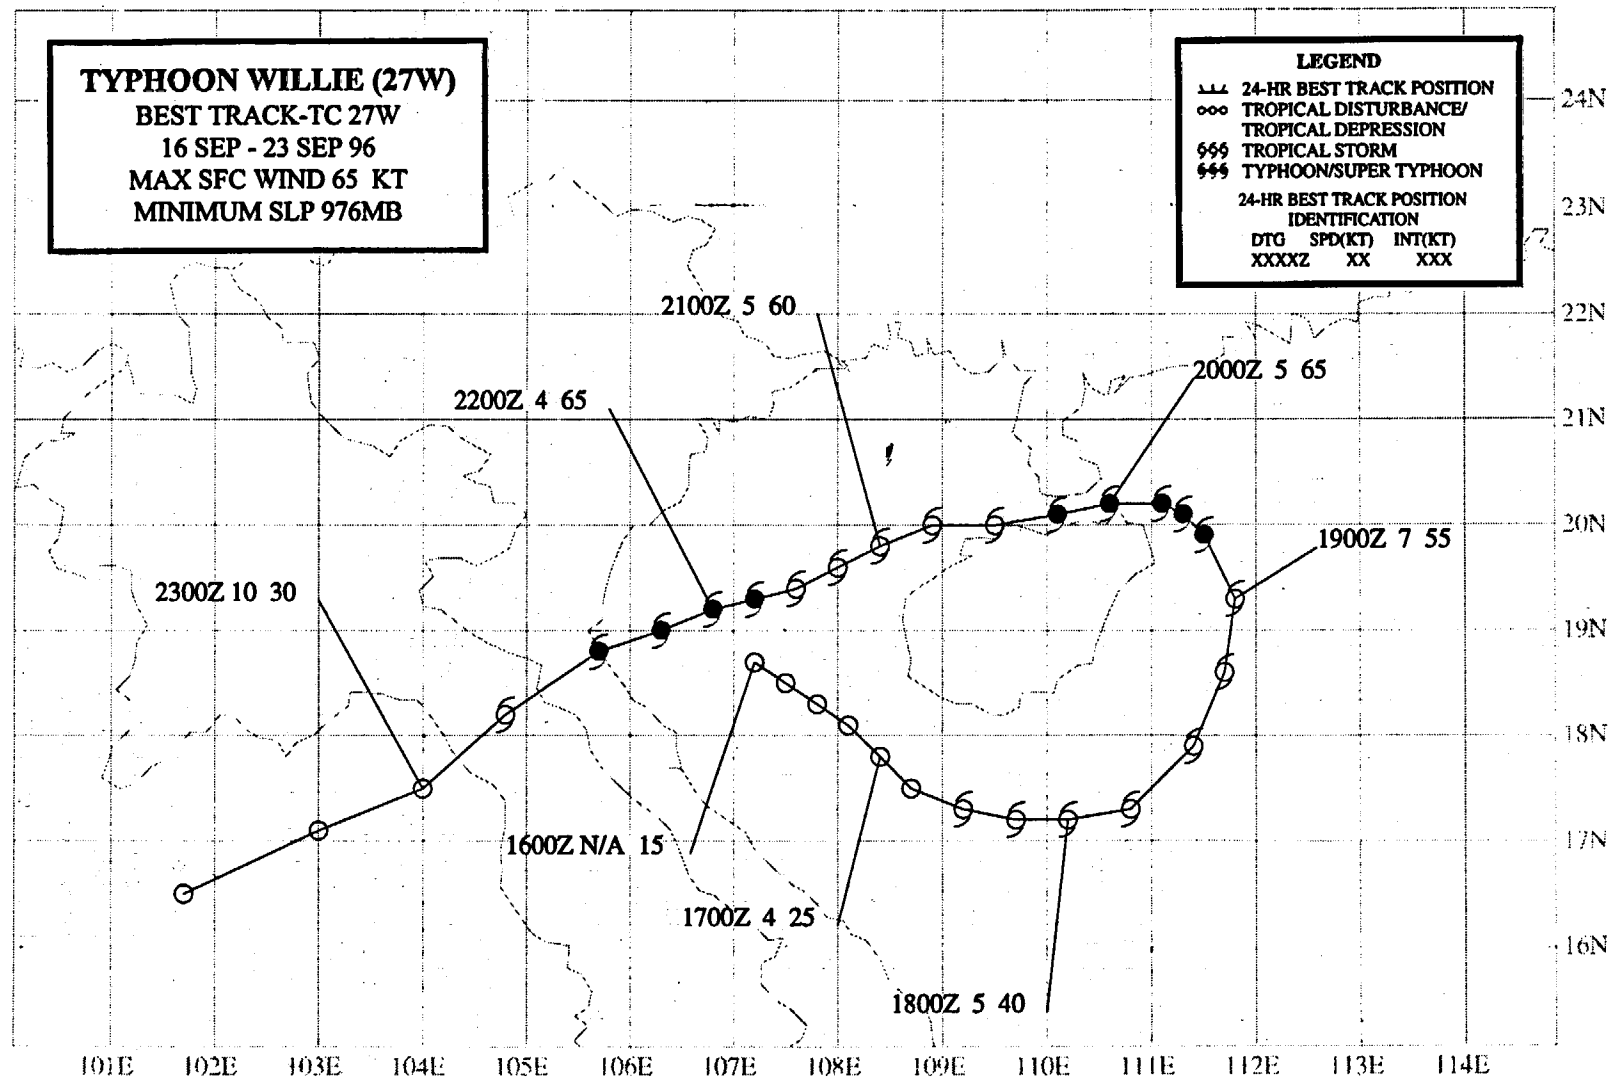 TYPHOON WILLIE (27W)
BEST TRACK-TC 27W
16 SEP - 23 SEP 96
MAX SFC WIND 65 KT
MINIMUM SLP 976MB
LEGEND
24-HR BEST TRACK POSITION
TROPICAL DISTURBANCE/
TROPICAL DEPRESSION
TROPICAL STORM
TYPHOON/SUPER TYPHOON
24-HR BEST TRACK POSITION
IDENTIFICATION
DTG SPD(KT) INT(KT)
XXXXZ XX XXX
24N
23N
22N
21N
20N
19N
18N
17N
16N
2100Z 5 60
2000Z 5 65
2200Z 4 65
1900Z 7 55
2300Z 10 30
1600Z N/A 15
1700Z 4 25
1800Z 5 40
101E 102E 103E 104E 105E 106E 107E 108E 109E 110E 111E 112E 113E 114E